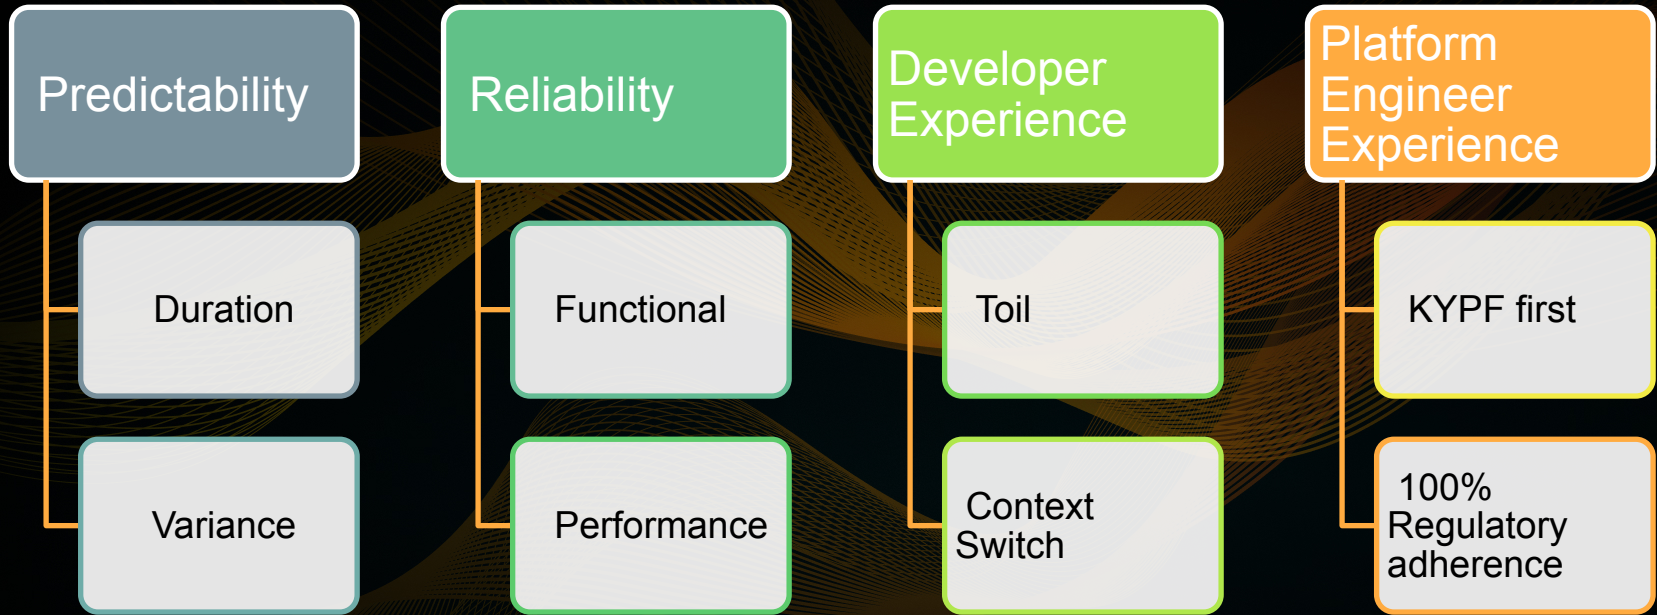 Predictability
Duration
Variance
Reliability
Functional
Performance
Developer
Experience
Toil
Context
Switch
Platform
Engineer
Experience
KYPF first
100%
Regulatory
adherence